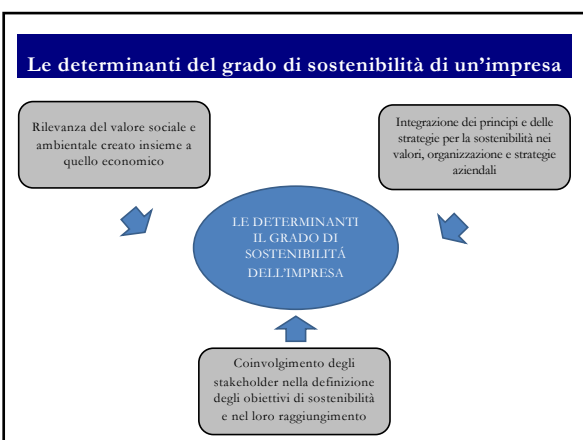 Le determinanti del grado di sostenibilità di un'impresa
Rilevanza del valore sociale e
ambientale creato insieme a
quello economico
Integrazione dei principi e delle
strategie per la sostenibilità nei
valori, organizzazione e strategie
aziendali
LE DETERMINANTI
IL GRADO DI
SOSTENIBILITÁ
DELL'IMPRESA
Coinvolgimento degli
stakeholder nella definizione
degli obiettivi di sostenibilità
e nel loro raggiungimento